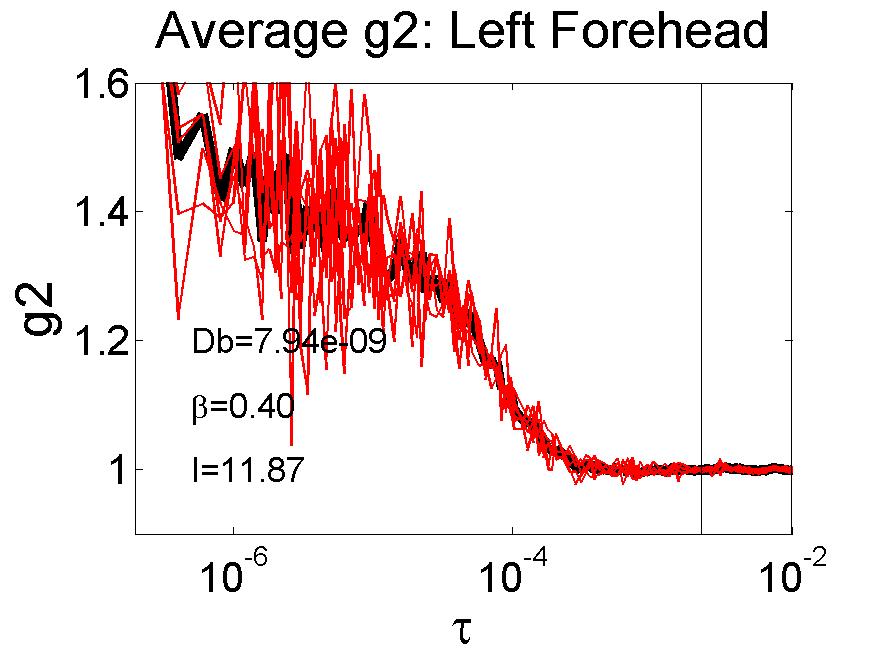 Average g2: Left Forehead
1.6
1.4
1.2
1
g2
Db=7.94e-09
β=0.40
I=11.87
10^-6
10^-4
10^-2
τ